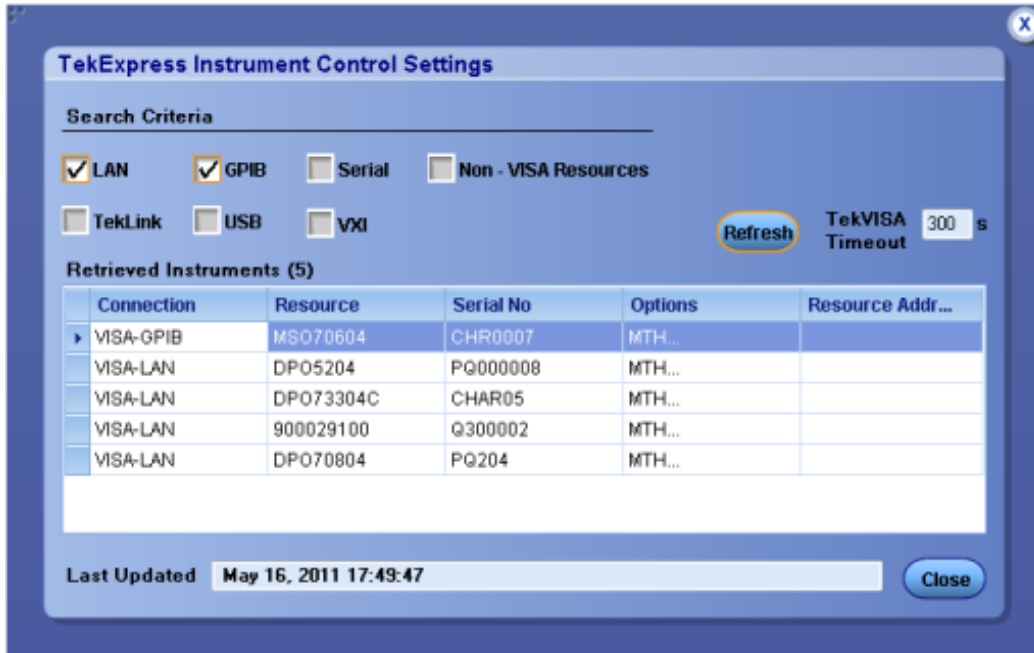 X
TekExpress Instrument Control Settings
Search Criteria
LAN GPIB Serial Non - VISA Resources
TekLink USB VXI
Refresh TekVISA Timeout 300 s
Retrieved Instruments (5)
Connection Resource Serial No Options Resource Addr...
VISA-GPIB MSO70604 CHR0007 MTH...
VISA-LAN DPO5204 PQ000008 MTH...
VISA-LAN DPO73304C CHAR05 MTH...
VISA-LAN 900029100 Q300002 MTH...
VISA-LAN DPO70804 PQ204 MTH...
Last Updated May 16, 2011 17:49:47
Close